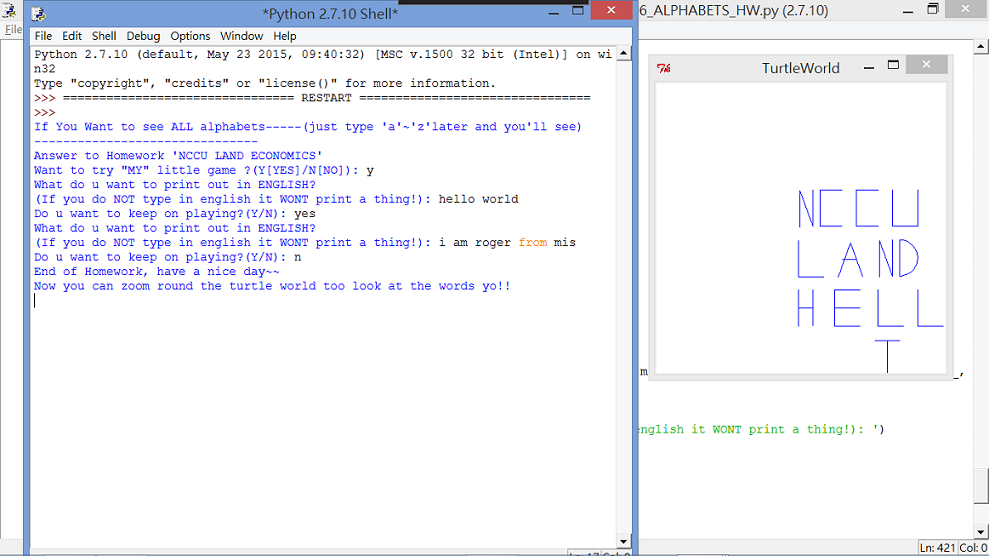 *Python 2.7.10 Shell*
File Edit Shell Debug Options Window Help
Python 2.7.10 (default, May 23 2015, 09:40:32) [MSC v.1500 32 bit (Intel)] on wi
n32
Type "copyright", "credits" or "license()" for more information.
>>> ================================ RESTART ================================
>>>
If You Want to see ALL alphabets-----(just type 'a'~'z'later and you'll see)
-------------------------------
Answer to Homework 'NCCU LAND ECONOMICS'
Want to try "MY" little game ?(Y[YES]/N[NO]): y
What do u want to print out in ENGLISH?
(If you do NOT type in english it WONT print a thing!): hello world
Do u want to keep on playing?(Y/N): yes
What do u want to print out in ENGLISH?
(If you do NOT type in english it WONT print a thing!): i am roger from mis
Do u want to keep on playing?(Y/N): n
End of Homework, have a nice day~~
Now you can zoom round the turtle world too look at the words yo!!
File
6_ALPHABETS_HW.py (2.7.10)
TurtleWorld
NCCU
LAND
HELL
T
english it WONT print a thing!): ')
Ln: 421 Col: 0